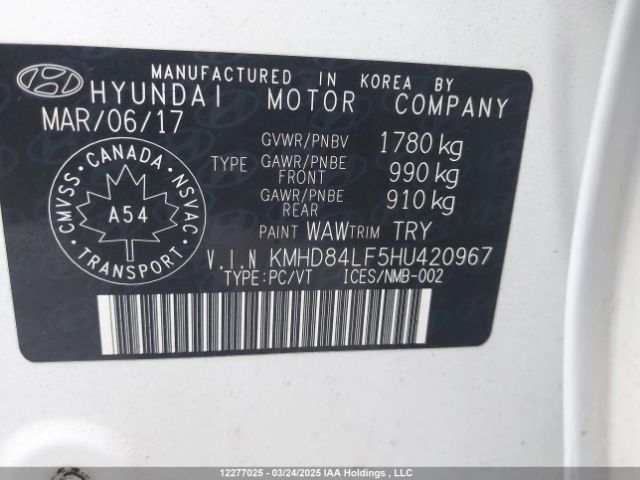 MANUFACTURED IN KOREA BY
HYUNDAI MOTOR COMPANY
MAR/06/17
GVWR/PNBV 1780 kg
TYPE GAWR/PNBE FRONT 990 kg
GAWR/PNBE REAR 910 kg
PAINT WAW TRIM TRY
CMVSS · CANADA · NSVAC
A54
TRANSPORT
V.I.N KMHD84LF5HU420967
TYPE:PC/VT ICES/NMB-002
12277025 - 03/24/2025 IAA Holdings , LLC